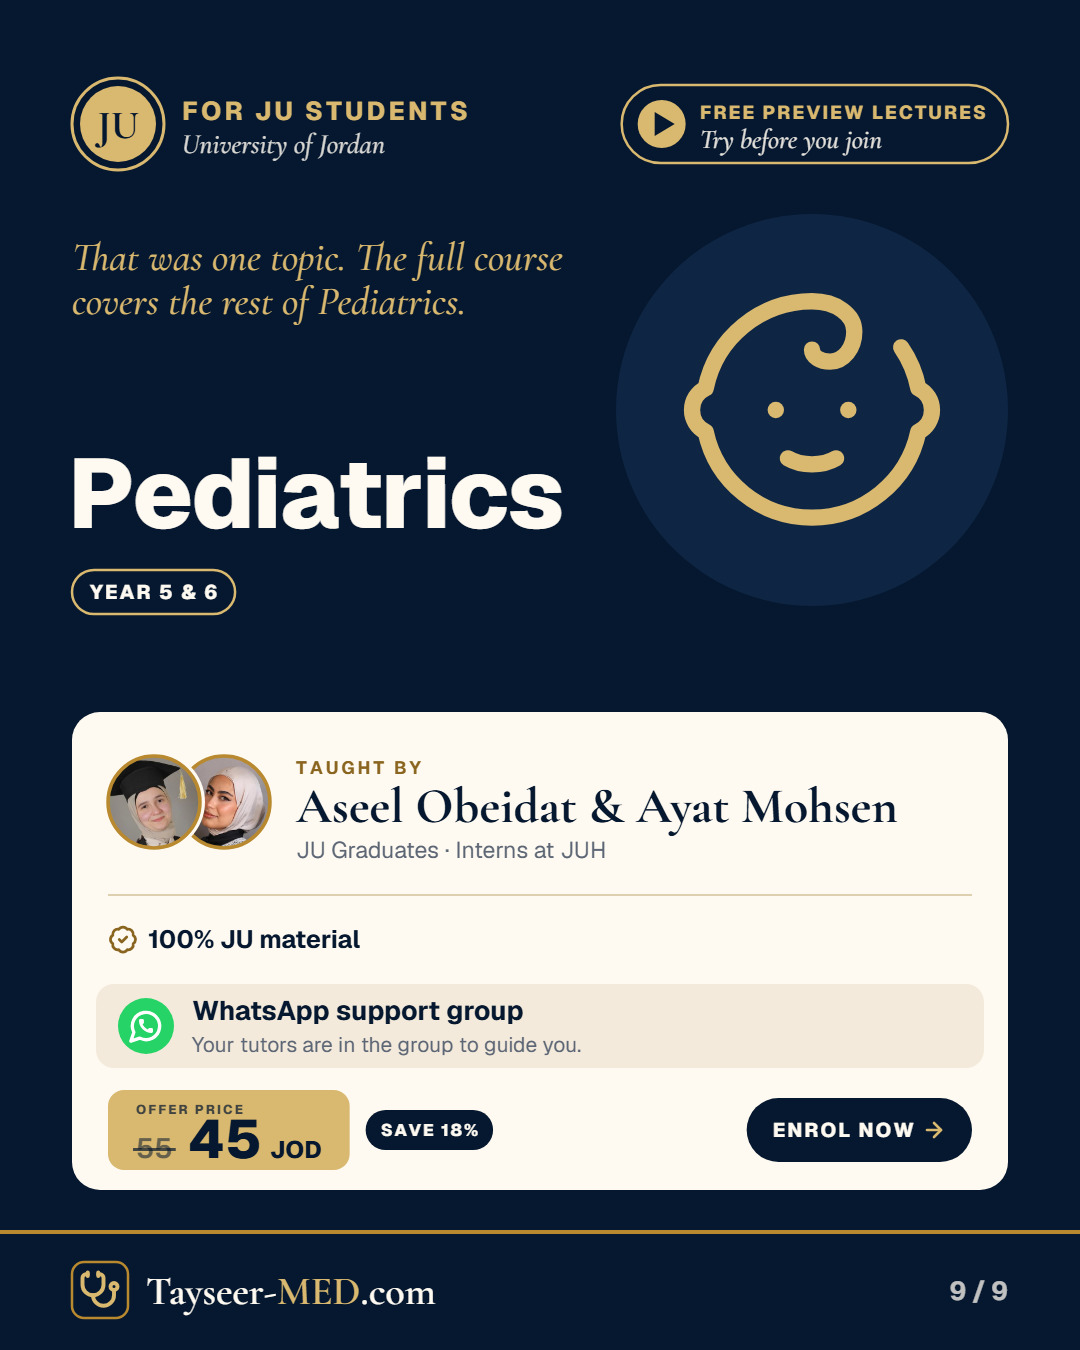 JU
FOR JU STUDENTS
University of Jordan
FREE PREVIEW LECTURES
Try before you join
That was one topic. The full course
covers the rest of Pediatrics.
Pediatrics
YEAR 5 & 6
TAUGHT BY
Aseel Obeidat & Ayat Mohsen
JU Graduates · Interns at JUH
100% JU material
WhatsApp support group
Your tutors are in the group to guide you.
OFFER PRICE
55 45 JOD
SAVE 18%
ENROL NOW →
Tayseer-MED.com
9 / 9